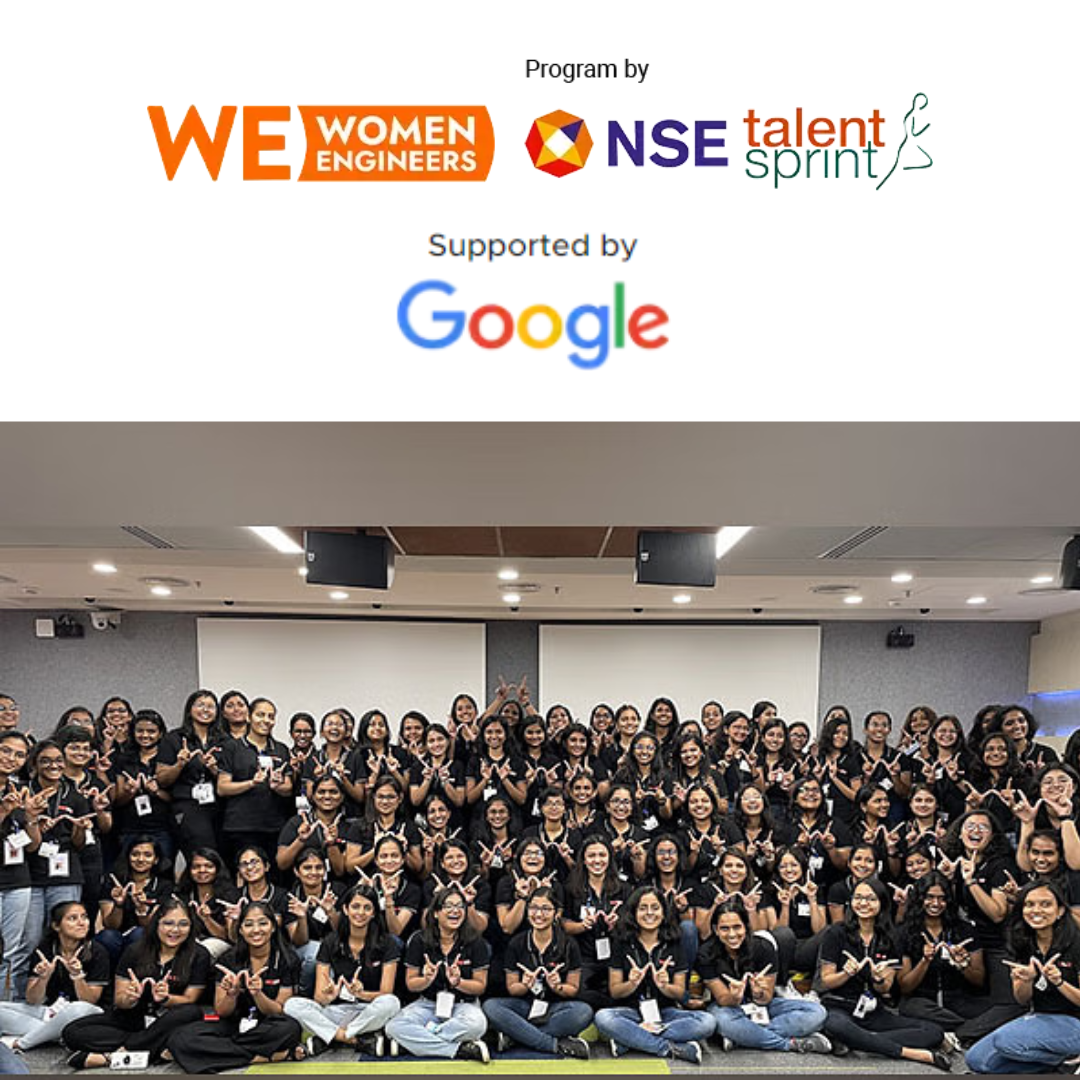 Program by
WE WOMEN ENGINEERS
NSE talent sprint
Supported by
Google